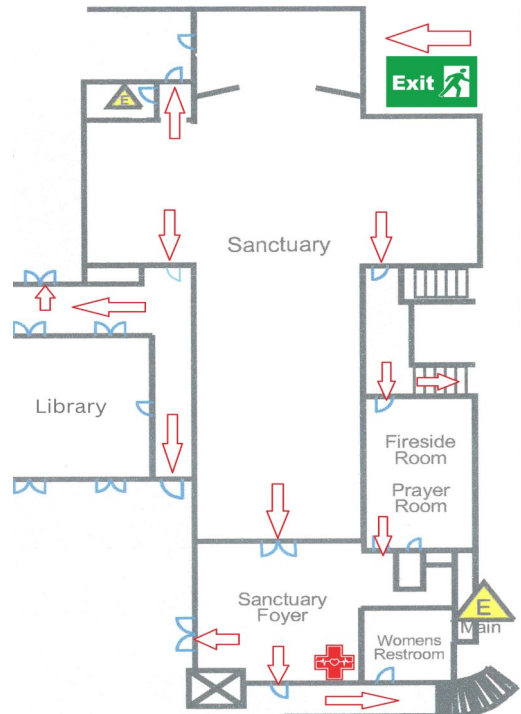 Exit
E
Sanctuary
Library
Fireside
Room
Prayer
Room
Sanctuary
Foyer
E
Main
Womens
Restroom